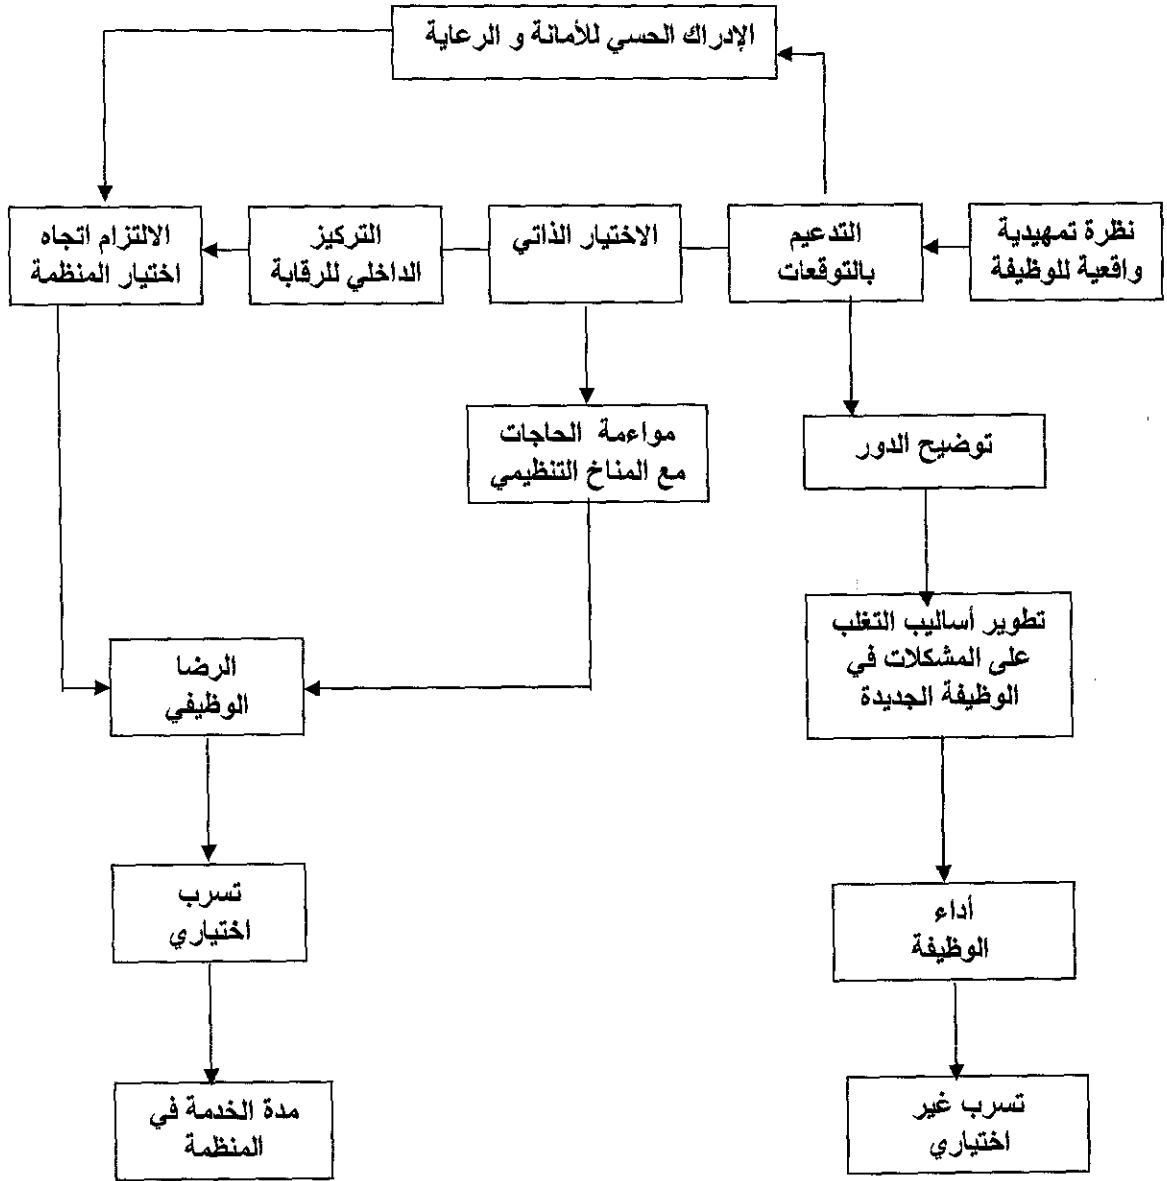 الإدراك الحسي للأمانة و الرعاية
نظرة تمهيدية
واقعية للوظيفة
التدعيم
بالتوقعات
الاختيار الذاتي
التركيز
الداخلي للرقابة
الالتزام اتجاه
اختيار المنظمة
مواءمة الحاجات
مع المناخ التنظيمي
توضيح الدور
تطوير أساليب التغلب
على المشكلات في
الوظيفة الجديدة
الرضا
الوظيفي
تسرب
اختياري
أداء
الوظيفة
مدة الخدمة في
المنظمة
تسرب غير
اختياري